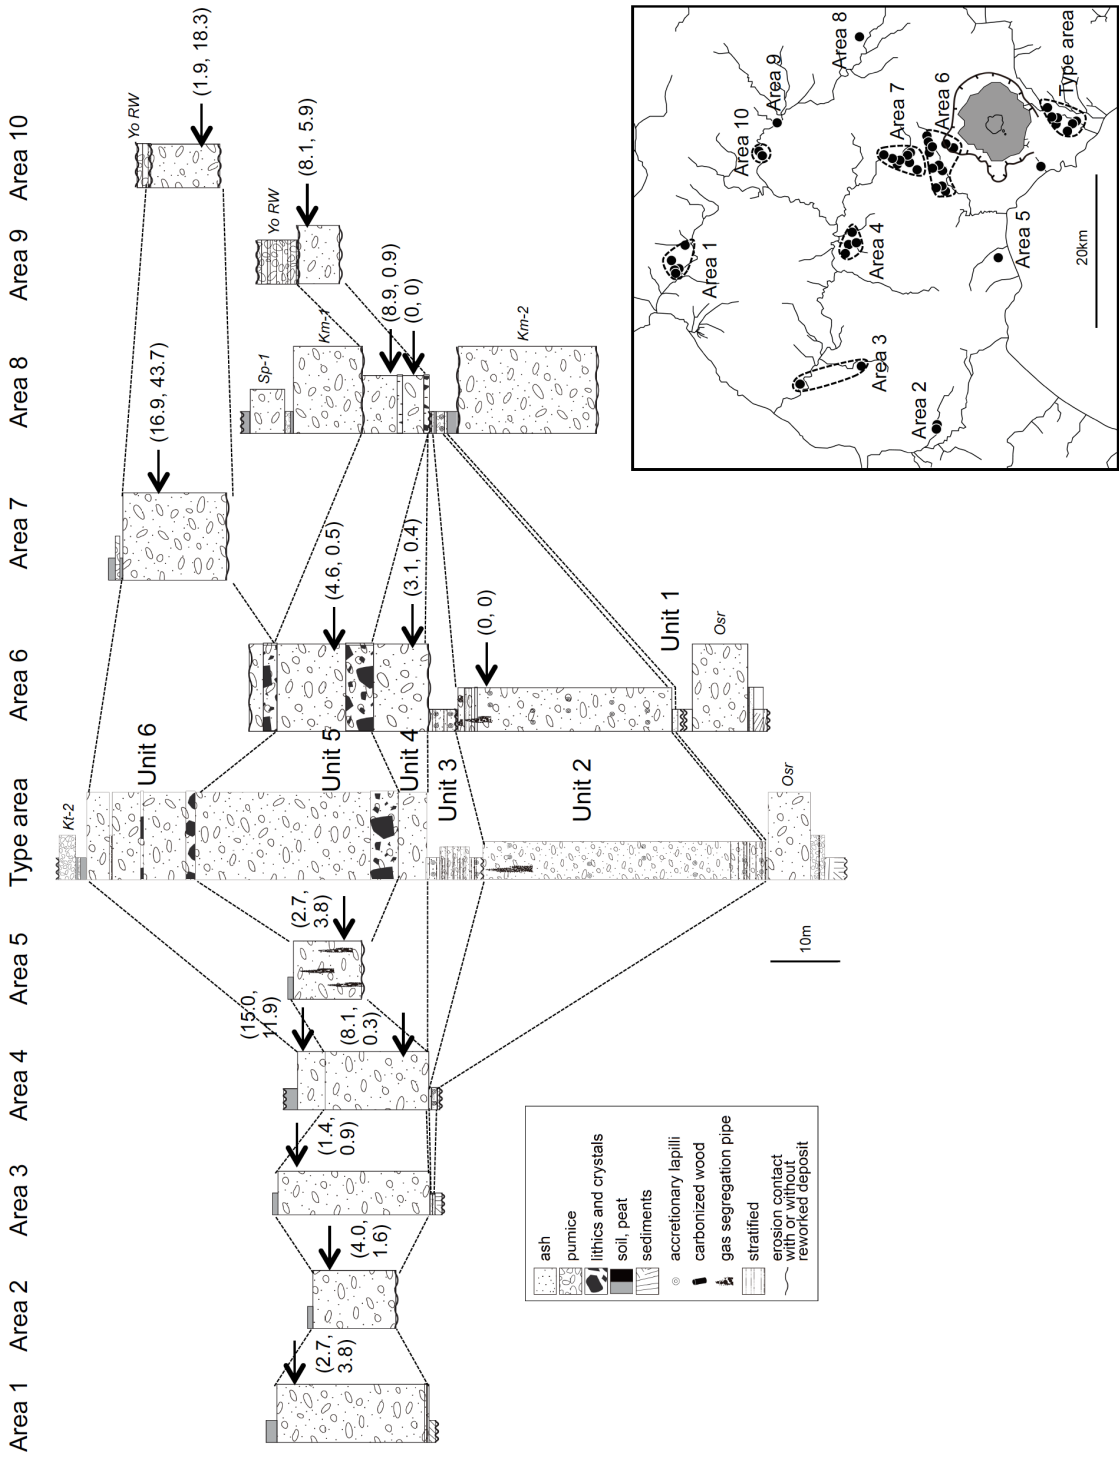 Area 1
Area 2
Area 3
Area 4
Area 5
Type area
Area 6
Area 7
Area 8
Area 9
Area 10
(2.7,
3.8)
(4.0,
1.6)
(1.4,
0.9)
(15.0,
11.9)
(8.1,
0.3)
(2.7,
3.8)
Kt-2
Unit 6
Unit 5
Unit 4
Unit 3
Unit 2
Osr
(4.6, 0.5)
(3.1, 0.4)
(0, 0)
Unit 1
Osr
(16.9, 43.7)
Sp-1
Km-1
(8.9, 0.9)
(0, 0)
Km-2
Yo RW
(8.1, 5.9)
Yo RW
(1.9, 18.3)
10m
ash
pumice
lithics and crystals
soil, peat
sediments
accretionary lapilli
carbonized wood
gas segregation pipe
stratified
erosion contact
with or without
reworked deposit
Area 1
Area 10
Area 9
Area 8
Area 3
Area 4
Area 7
Area 6
Area 2
Area 5
Type area
20km